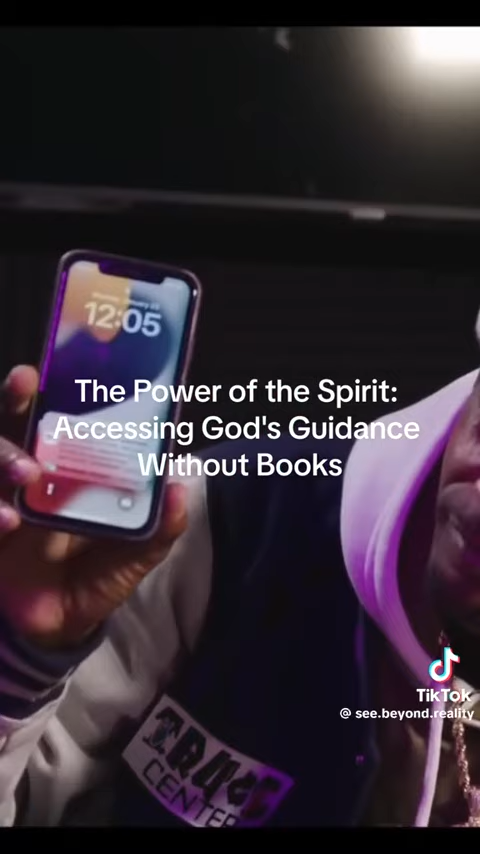 12:05
The Power of the Spirit:
Accessing God's Guidance
Without Books
TikTok
@ see.beyond.reality
CENTER